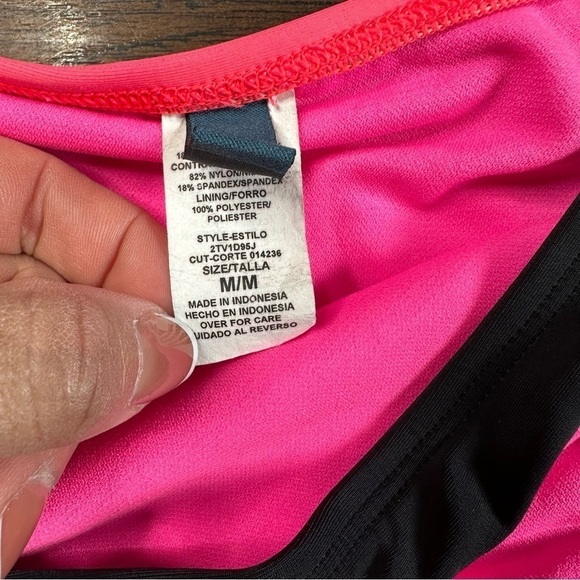 82% NYLON/
18% SPANDEX/SPANDEX
LINING/FORRO
100% POLYESTER/
POLIESTER
STYLE-ESTILO
2TV1D95J
CUT-CORTE 014236
SIZE/TALLA
M/M
MADE IN INDONESIA
HECHO EN INDONESIA
OVER FOR CARE
UIDADO AL REVERSO